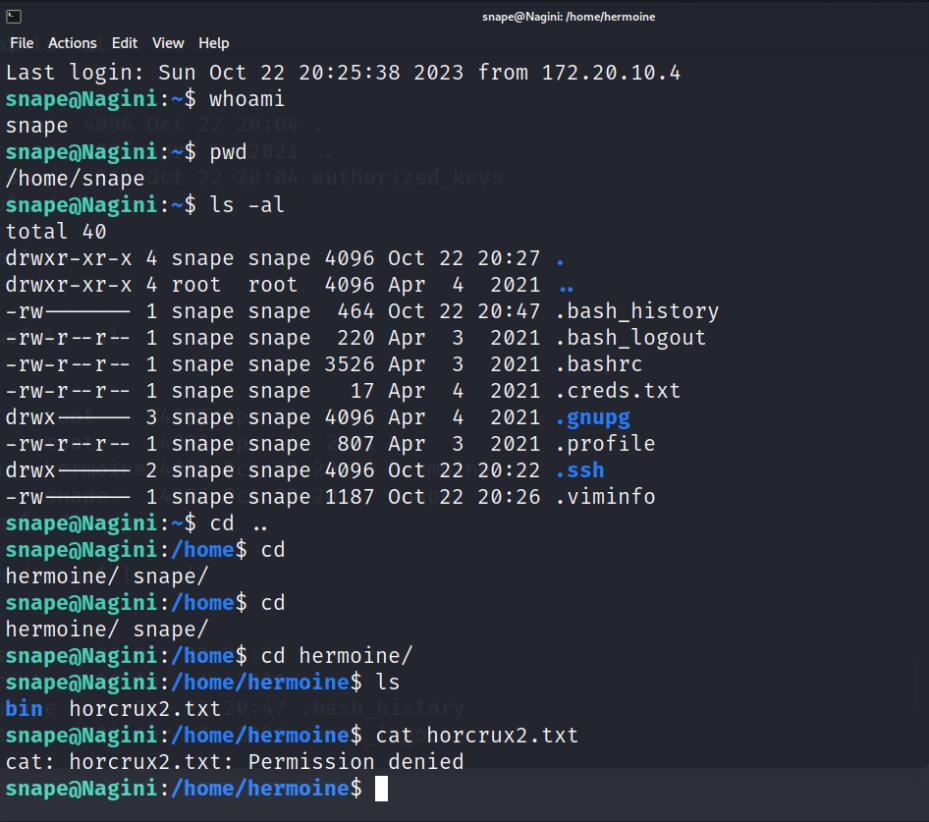 snape@Nagini: /home/hermoine
File Actions Edit View Help
Last login: Sun Oct 22 20:25:38 2023 from 172.20.10.4
snape@Nagini:~$ whoami
snape
snape@Nagini:~$ pwd
/home/snape
snape@Nagini:~$ ls -al
total 40
drwxr-xr-x 4 snape snape 4096 Oct 22 20:27 .
drwxr-xr-x 4 root  root  4096 Apr  4  2021 ..
-rw------- 1 snape snape  464 Oct 22 20:47 .bash_history
-rw-r--r-- 1 snape snape  220 Apr  3  2021 .bash_logout
-rw-r--r-- 1 snape snape 3526 Apr  3  2021 .bashrc
-rw-r--r-- 1 snape snape   17 Apr  4  2021 .creds.txt
drwx------ 3 snape snape 4096 Apr  4  2021 .gnupg
-rw-r--r-- 1 snape snape  807 Apr  3  2021 .profile
drwx------ 2 snape snape 4096 Oct 22 20:22 .ssh
-rw------- 1 snape snape 1187 Oct 22 20:26 .viminfo
snape@Nagini:~$ cd ..
snape@Nagini:/home$ cd
hermoine/ snape/
snape@Nagini:/home$ cd
hermoine/ snape/
snape@Nagini:/home$ cd hermoine/
snape@Nagini:/home/hermoine$ ls
bin  horcrux2.txt
snape@Nagini:/home/hermoine$ cat horcrux2.txt
cat: horcrux2.txt: Permission denied
snape@Nagini:/home/hermoine$